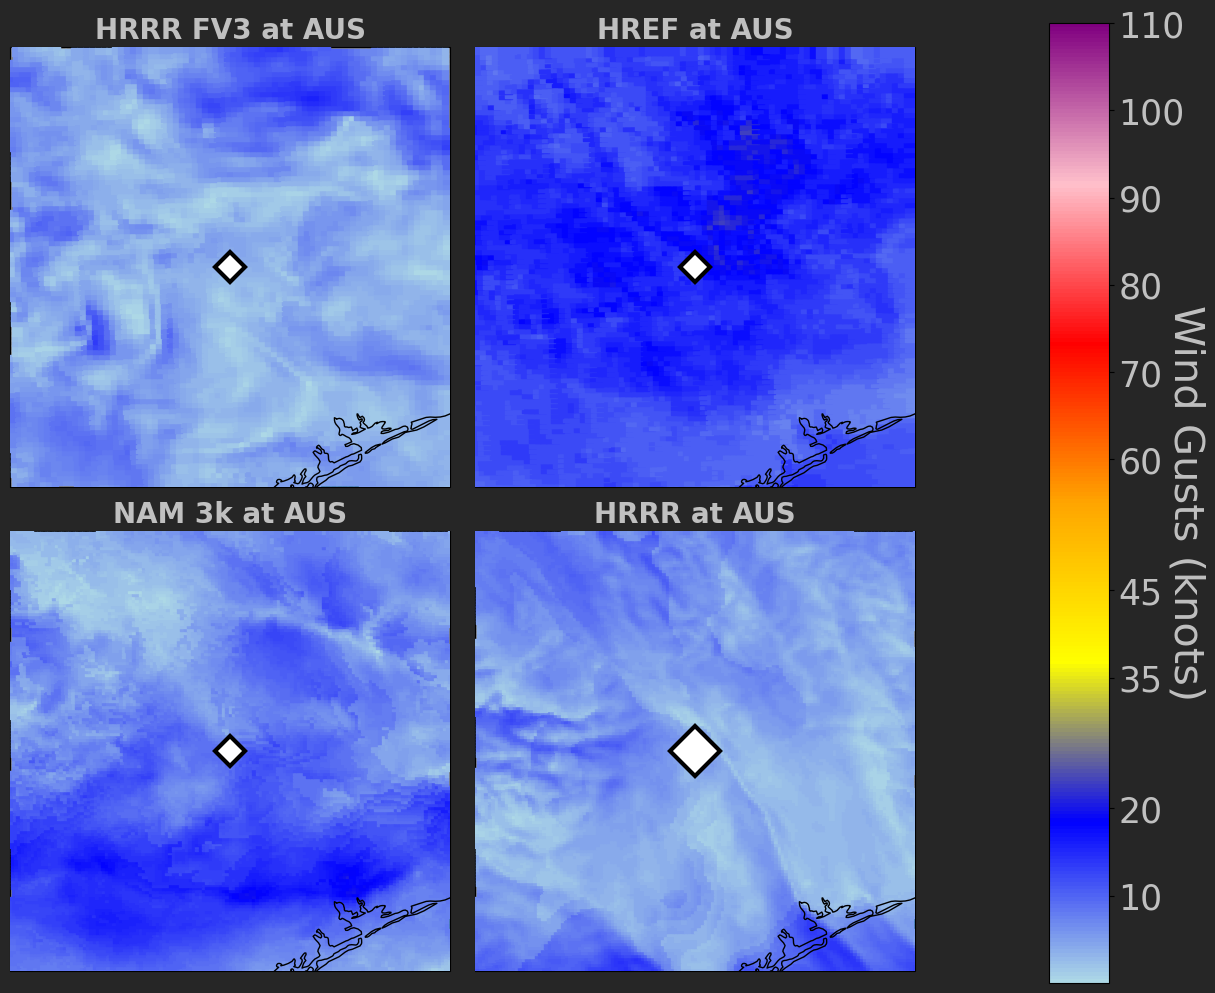 HRRR FV3 at AUS
HREF at AUS
NAM 3k at AUS
HRRR at AUS
110
100
90
80
70
60
45
35
20
10
Wind Gusts (knots)